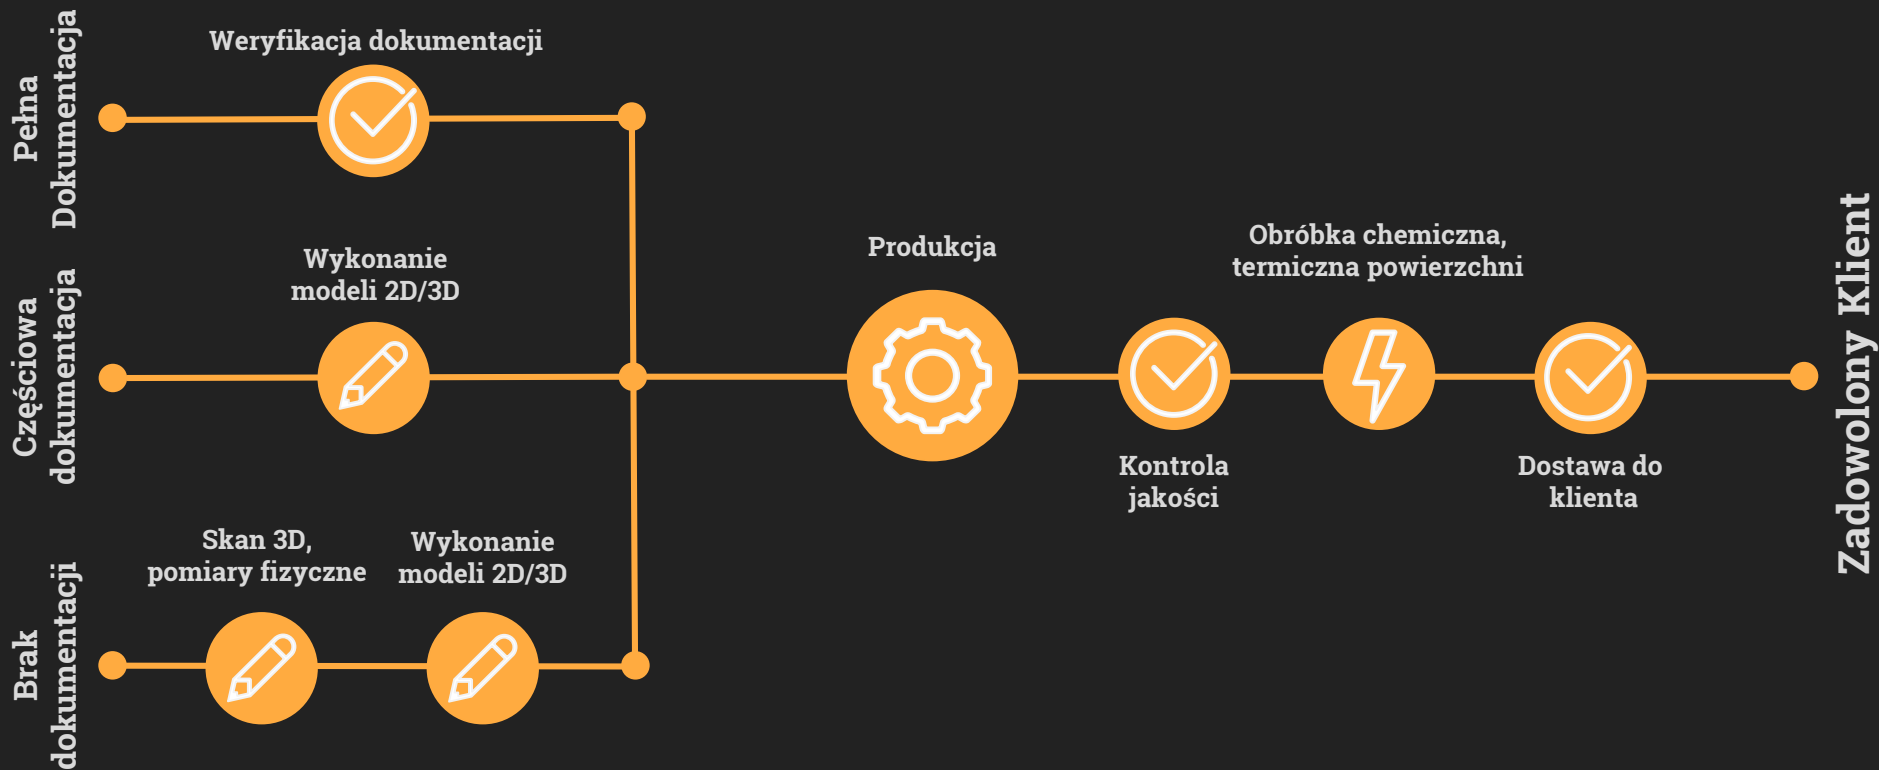 Pełna
Dokumentacja
Weryfikacja dokumentacji
Częściowa
dokumentacja
Wykonanie
modeli 2D/3D
Brak
dokumentacji
Skan 3D,
pomiary fizyczne
Wykonanie
modeli 2D/3D
Produkcja
Kontrola
jakości
Obróbka chemiczna,
termiczna powierzchni
Dostawa do
klienta
Zadowolony Klient